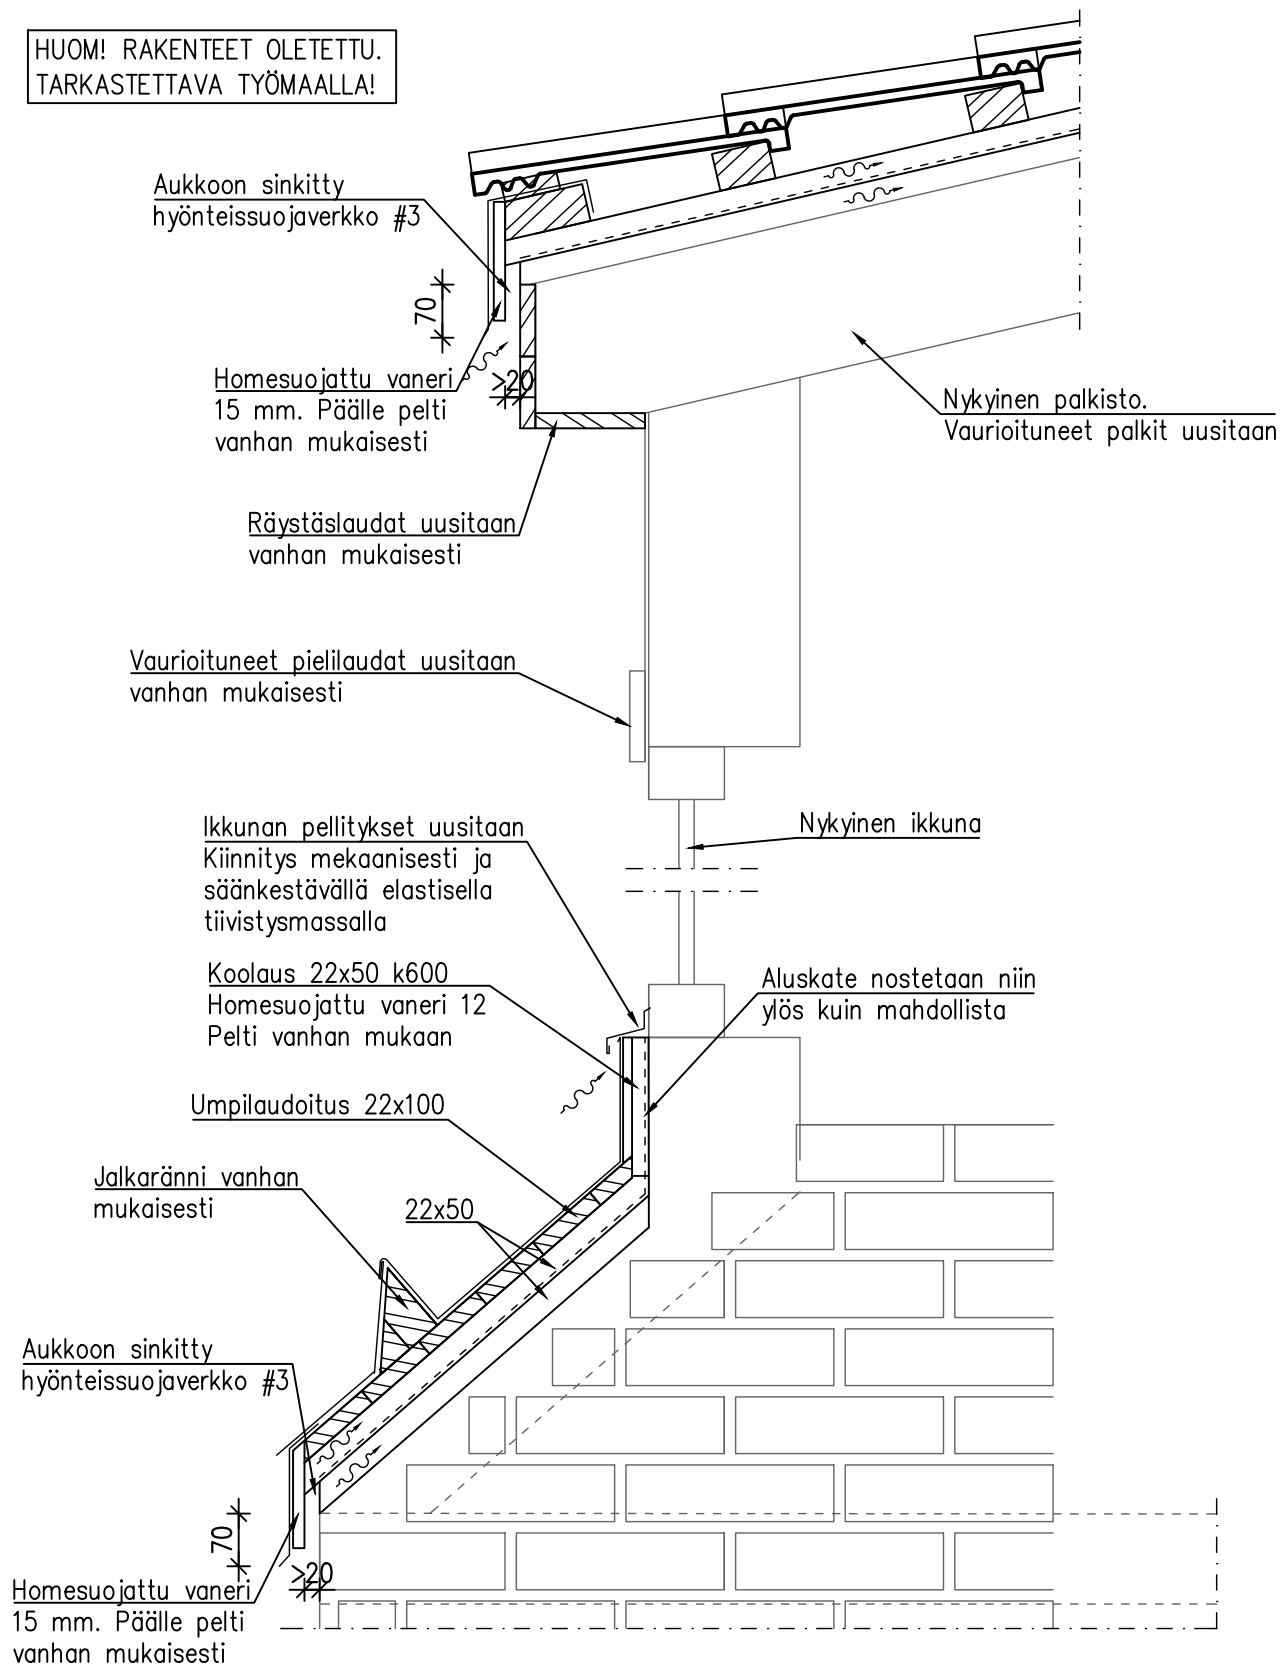 HUOM! RAKENTEET OLETETTU.
TARKASTETTAVA TYÖMAALLA!
Aukkoon sinkitty
hyönteissuojaverkko #3
70
Homesuojattu vaneri
15 mm. Päälle pelti
vanhan mukaisesti
>20
Nykyinen palkisto.
Vaurioituneet palkit uusitaan
Räystäslaudat uusitaan
vanhan mukaisesti
Vaurioituneet pielilaudat uusitaan
vanhan mukaisesti
Ikkunan pellitykset uusitaan
Kiinnitys mekaanisesti ja
säänkestävällä elastisella
tiivistysmassalla
Nykyinen ikkuna
Koolaus 22x50 k600
Homesuojattu vaneri 12
Pelti vanhan mukaan
Aluskate nostetaan niin
ylös kuin mahdollista
Umpilaudoitus 22x100
Jalkaränni vanhan
mukaisesti
22x50
Aukkoon sinkitty
hyönteissuojaverkko #3
70
>20
Homesuojattu vaneri
15 mm. Päälle pelti
vanhan mukaisesti